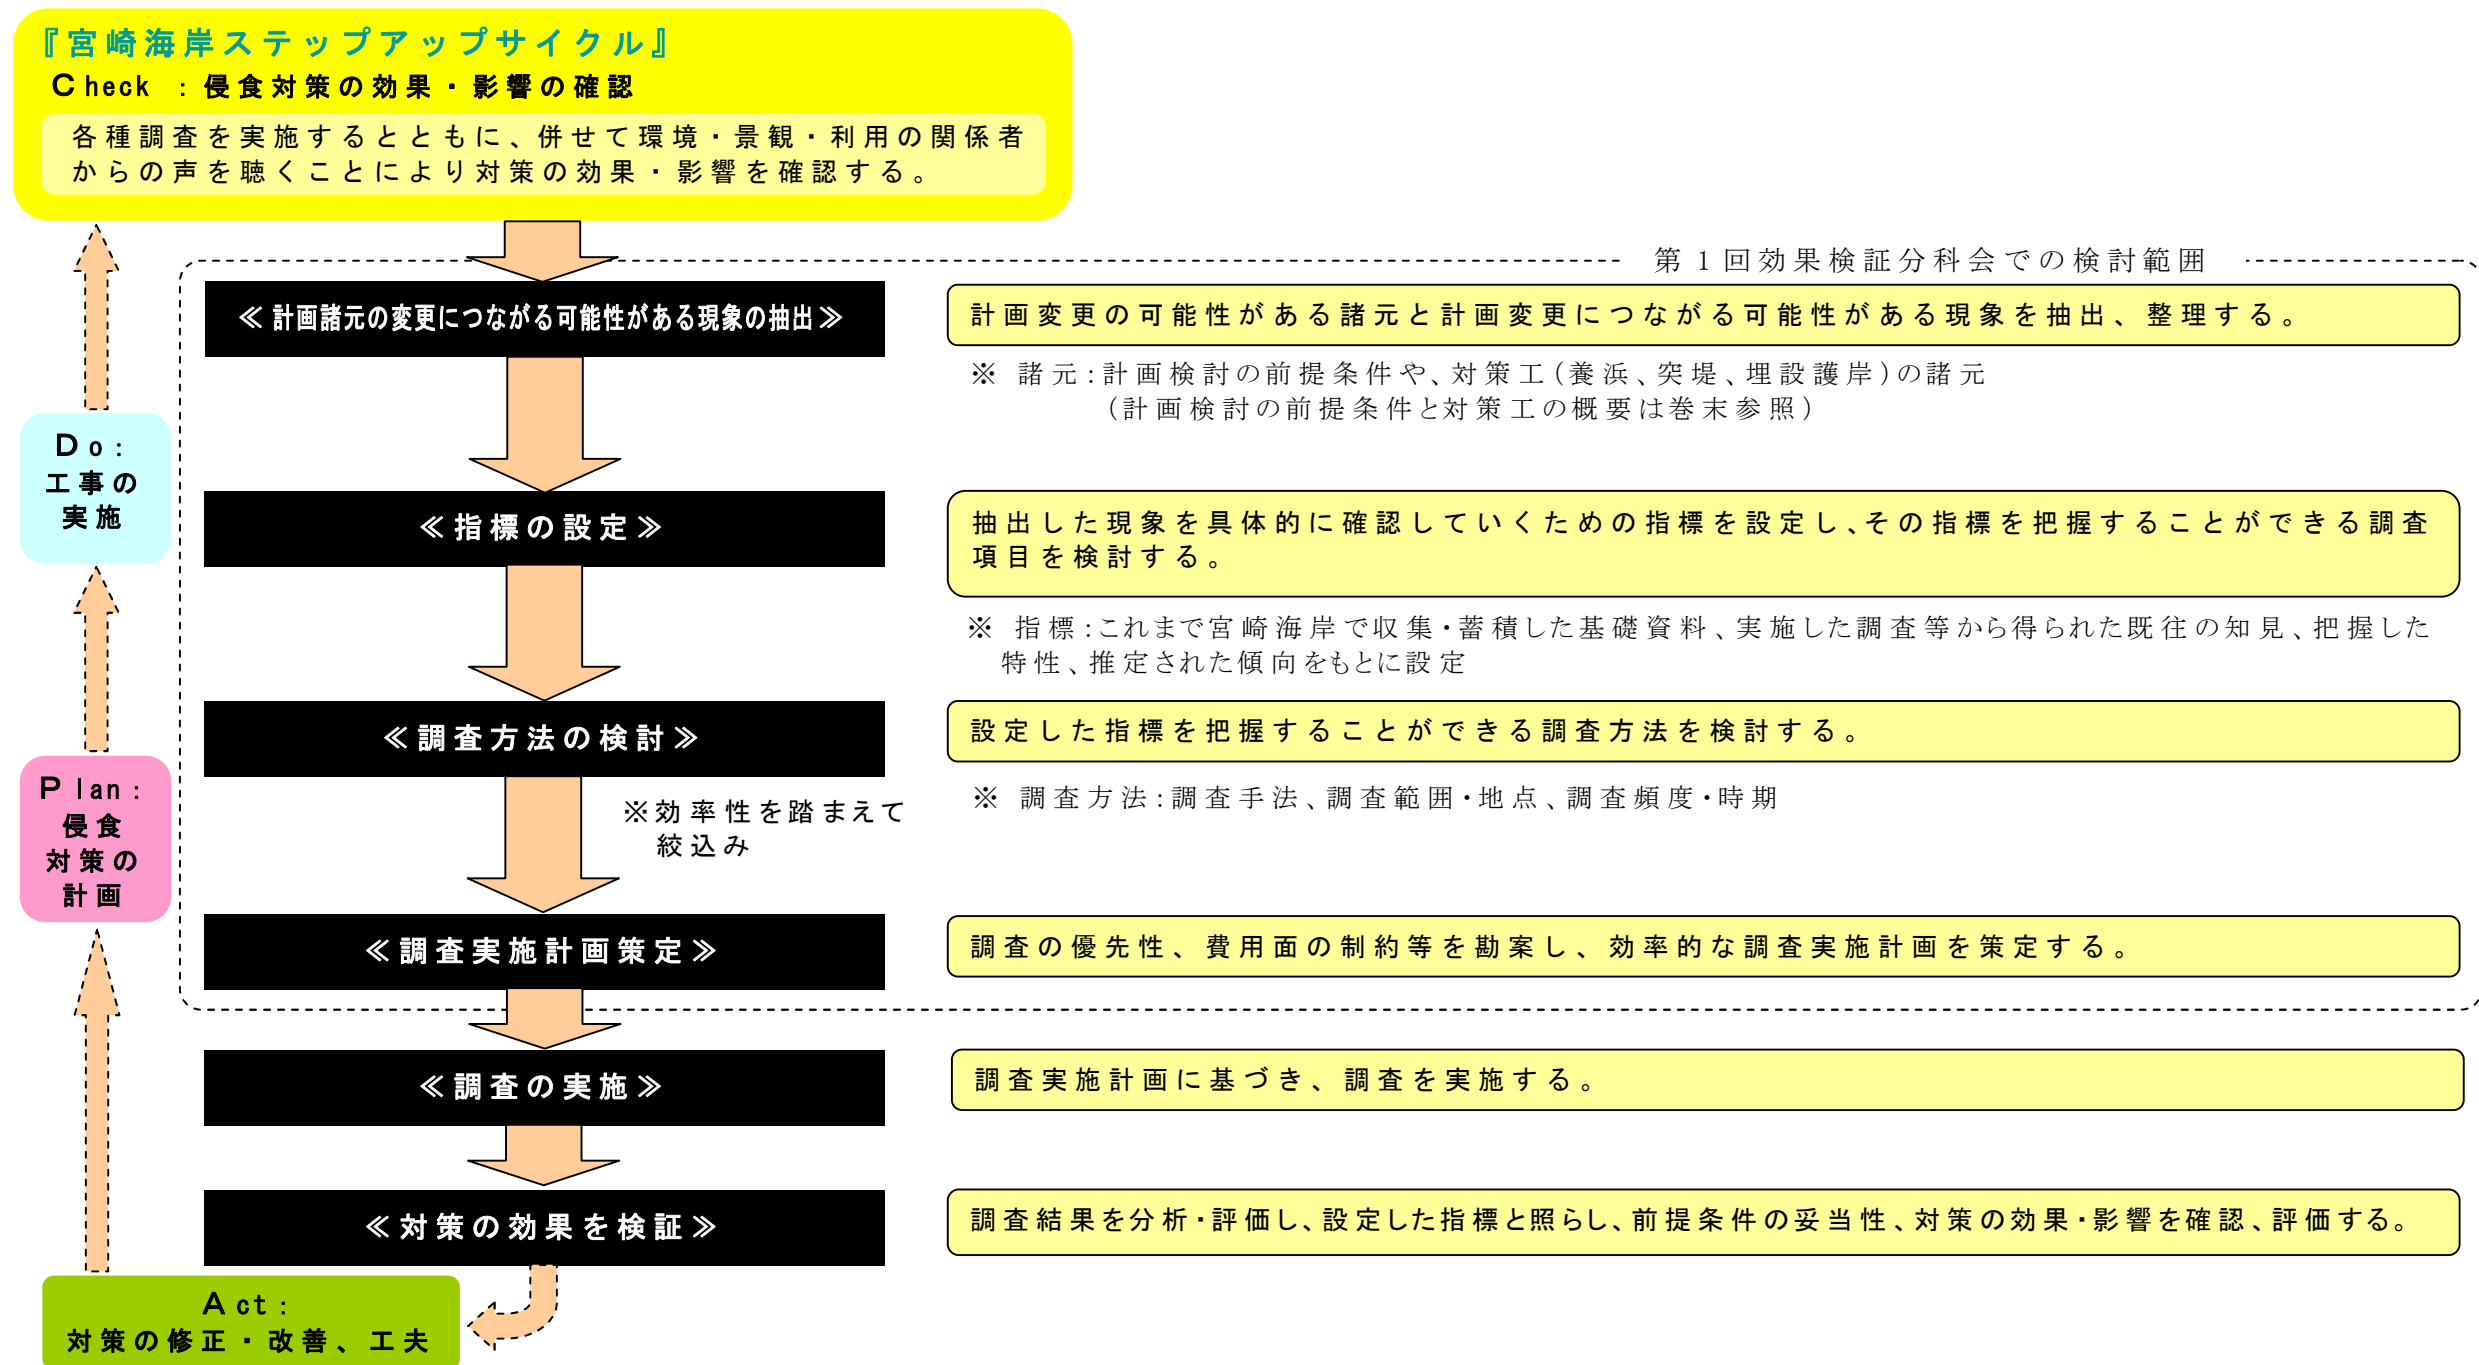 『宮崎海岸ステップアップサイクル』
Check ：侵食対策の効果・影響の確認
各種調査を実施するとともに、併せて環境・景観・利用の関係者
からの声を聴くことにより対策の効果・影響を確認する。
第1回効果検証分科会での検討範囲
≪計画諸元の変更につながる可能性がある現象の抽出≫
計画変更の可能性がある諸元と計画変更につながる可能性がある現象を抽出、整理する。
※ 諸元：計画検討の前提条件や、対策工（養浜、突堤、埋設護岸）の諸元
（計画検討の前提条件と対策工の概要は巻末参照）
Do：
工事の
実施
≪指標の設定≫
抽出した現象を具体的に確認していくための指標を設定し、その指標を把握することができる調査
項目を検討する。
※ 指標：これまで宮崎海岸で収集・蓄積した基礎資料、実施した調査等から得られた既往の知見、把握した
特性、推定された傾向をもとに設定
≪調査方法の検討≫
設定した指標を把握することができる調査方法を検討する。
※ 調査方法：調査手法、調査範囲・地点、調査頻度・時期
※効率性を踏まえて
絞込み
Plan：
侵食
対策の
計画
≪調査実施計画策定≫
調査の優先性、費用面の制約等を勘案し、効率的な調査実施計画を策定する。
≪調査の実施≫
調査実施計画に基づき、調査を実施する。
≪対策の効果を検証≫
調査結果を分析・評価し、設定した指標と照らし、前提条件の妥当性、対策の効果・影響を確認、評価する。
Act：
対策の修正・改善、工夫